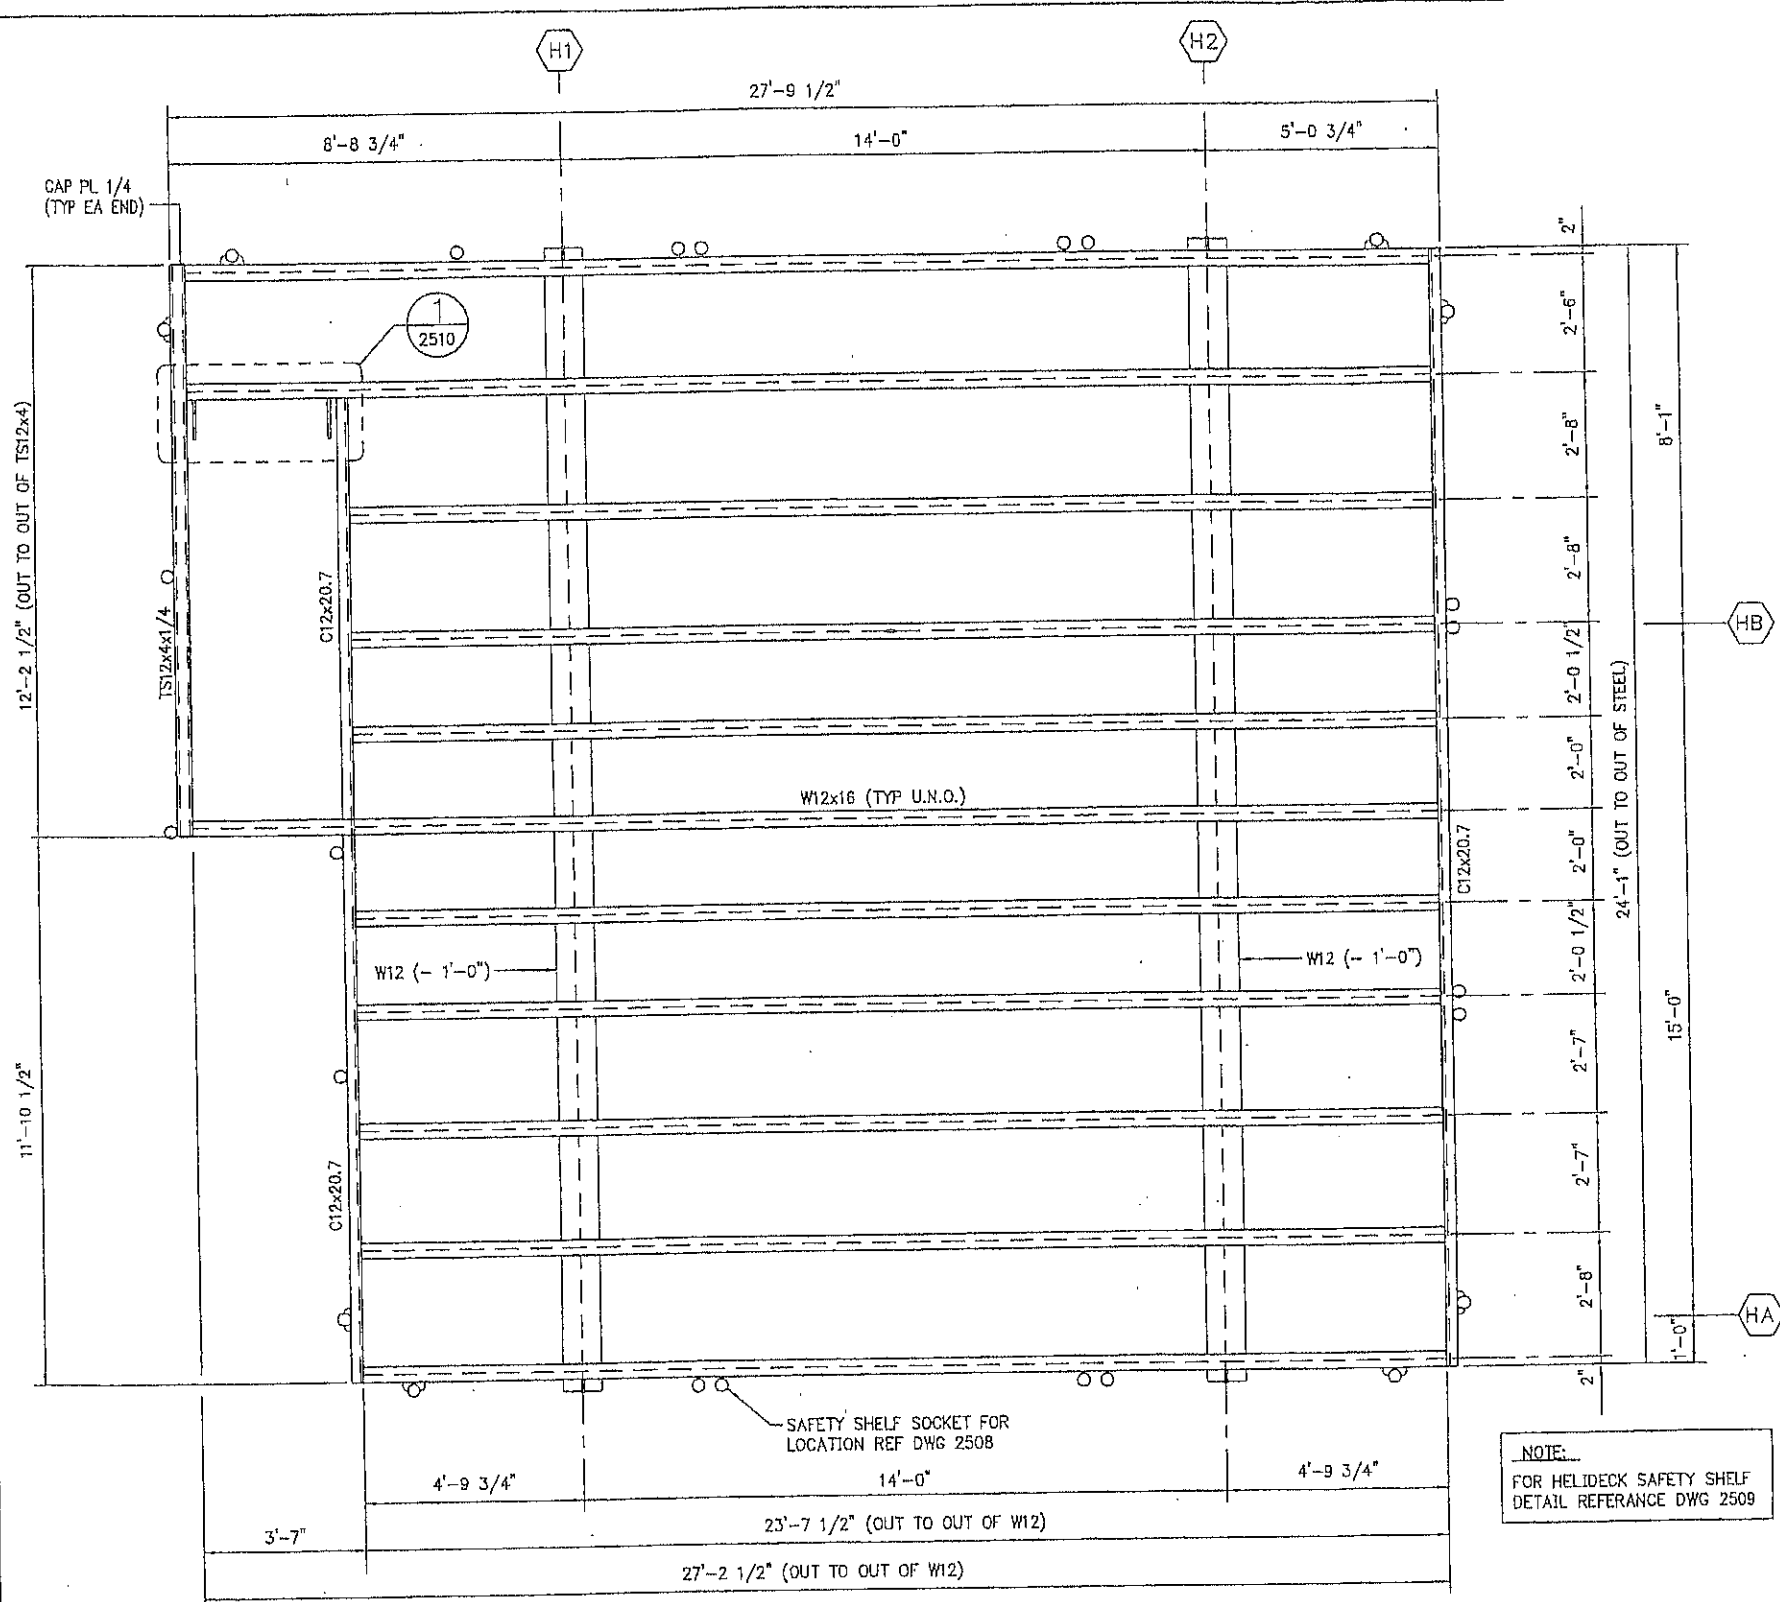 H1
H2
27'-9 1/2"
8'-8 3/4"
14'-0"
5'-0 3/4"
CAP PL 1/4
(TYP EA END)
1
2510
2"
2'-6"
2'-8"
2'-8"
2'-0 1/2"
2'-0"
2'-0"
2'-0 1/2"
2'-7"
2'-7"
2'-8"
2"
8'-1"
15'-0"
1'-0"
24'-1" (OUT TO OUT OF STEEL)
HB
HA
12'-2 1/2" (OUT TO OUT OF TS12x4)
11'-10 1/2"
TS12x4x1/4
C12x20.7
W12x16 (TYP U.N.O.)
C12x20.7
W12 (- 1'-0")
W12 (- 1'-0")
C12x20.7
SAFETY SHELF SOCKET FOR
LOCATION REF DWG 2508
4'-9 3/4"
14'-0"
4'-9 3/4"
3'-7"
23'-7 1/2" (OUT TO OUT OF W12)
27'-2 1/2" (OUT TO OUT OF W12)
NOTE:
FOR HELIDECK SAFETY SHELF
DETAIL REFERANCE DWG 2509